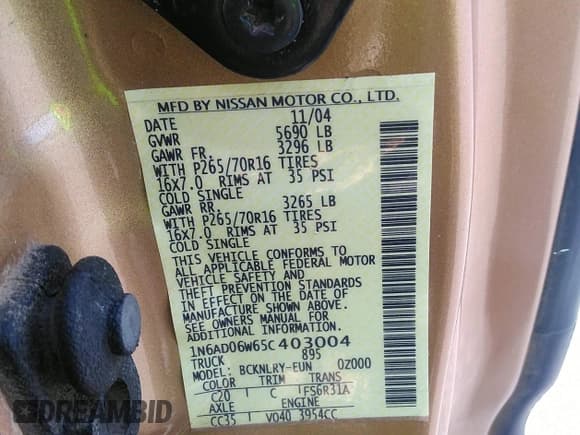 MFD BY NISSAN MOTOR CO., LTD.
DATE 11/04
GVWR 5690 LB
GAWR FR. 3296 LB
WITH P265/70R16 TIRES
16X7.0 RIMS AT 35 PSI
COLD SINGLE
GAWR RR. 3265 LB
WITH P265/70R16 TIRES
16X7.0 RIMS AT 35 PSI
COLD SINGLE
THIS VEHICLE CONFORMS TO
ALL APPLICABLE FEDERAL MOTOR
VEHICLE SAFETY AND
THEFT PREVENTION STANDARDS
IN EFFECT ON THE DATE OF
MANUFACTURE SHOWN ABOVE.
SEE OWNERS MANUAL FOR
ADDITIONAL INFORMATION.
1N6AD06W65C403004
TRUCK 895
MODEL: BCKNLRY-EUN 0Z000
COLOR TRIM TRANS
C20 C FS6R31A
AXLE ENGINE
CC35 VQ40 3954CC
DREAMBID